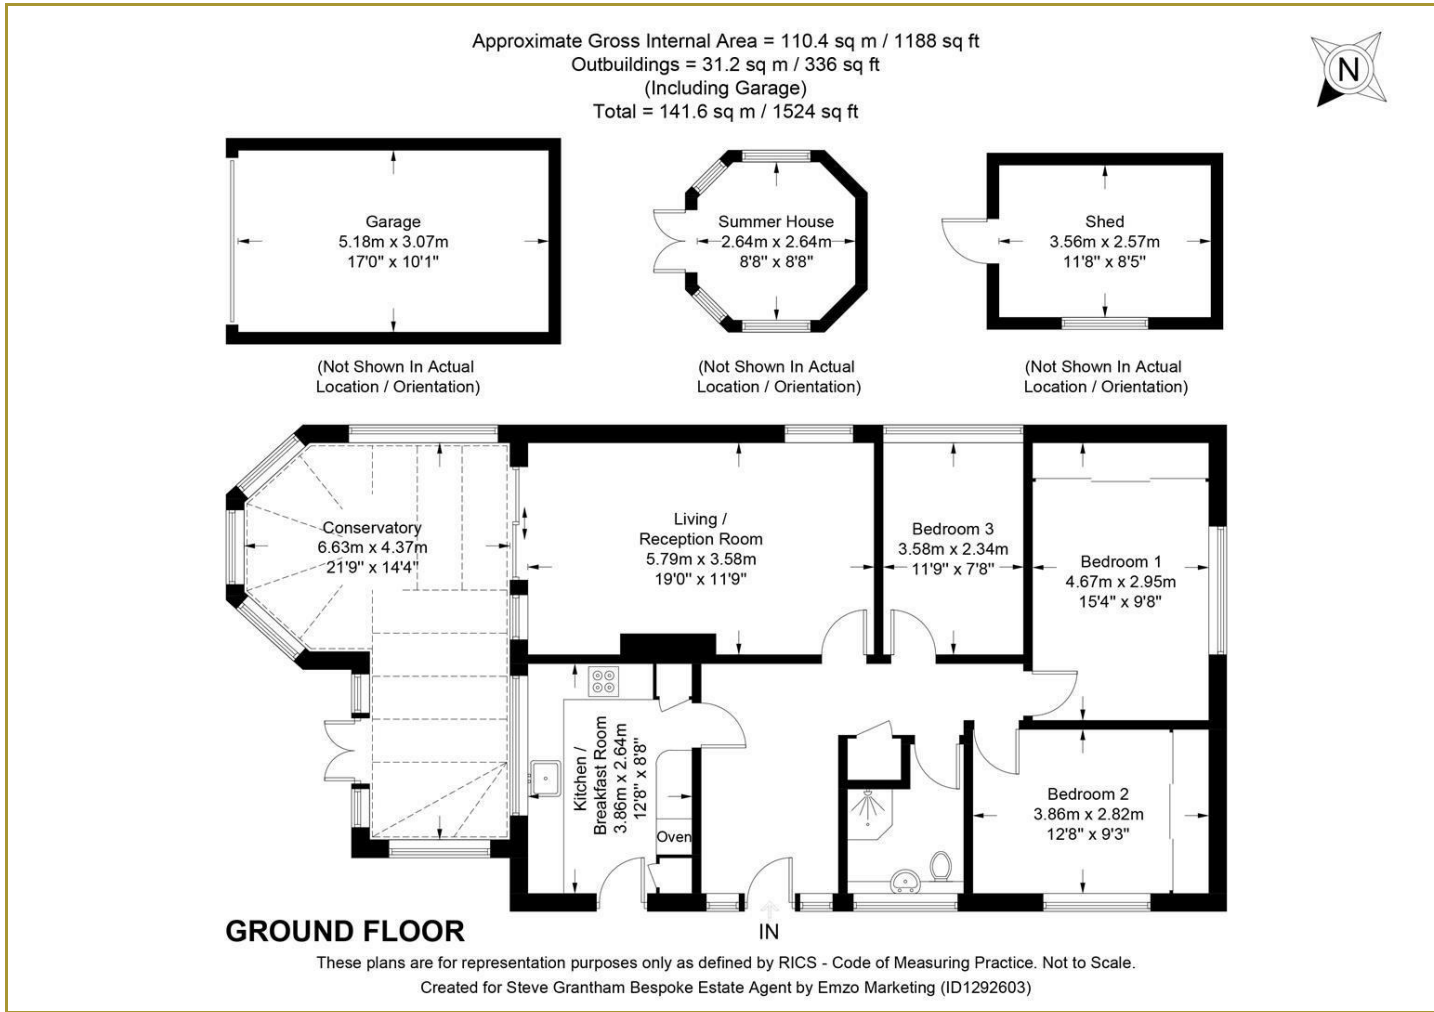 Approximate Gross Internal Area = 110.4 sq m / 1188 sq ft
Outbuildings = 31.2 sq m / 336 sq ft
(Including Garage)
Total = 141.6 sq m / 1524 sq ft
N
Garage
5.18m x 3.07m
17'0" x 10'1"
(Not Shown In Actual
Location / Orientation)
Summer House
2.64m x 2.64m
8'8" x 8'8"
(Not Shown In Actual
Location / Orientation)
Shed
3.56m x 2.57m
11'8" x 8'5"
(Not Shown In Actual
Location / Orientation)
Conservatory
6.63m x 4.37m
21'9" x 14'4"
Living /
Reception Room
5.79m x 3.58m
19'0" x 11'9"
Bedroom 3
3.58m x 2.34m
11'9" x 7'8"
Bedroom 1
4.67m x 2.95m
15'4" x 9'8"
Kitchen /
Breakfast Room
3.86m x 2.64m
12'8" x 8'8"
Oven
Bedroom 2
3.86m x 2.82m
12'8" x 9'3"
GROUND FLOOR
IN
These plans are for representation purposes only as defined by RICS - Code of Measuring Practice. Not to Scale.
Created for Steve Grantham Bespoke Estate Agent by Emzo Marketing (ID1292603)